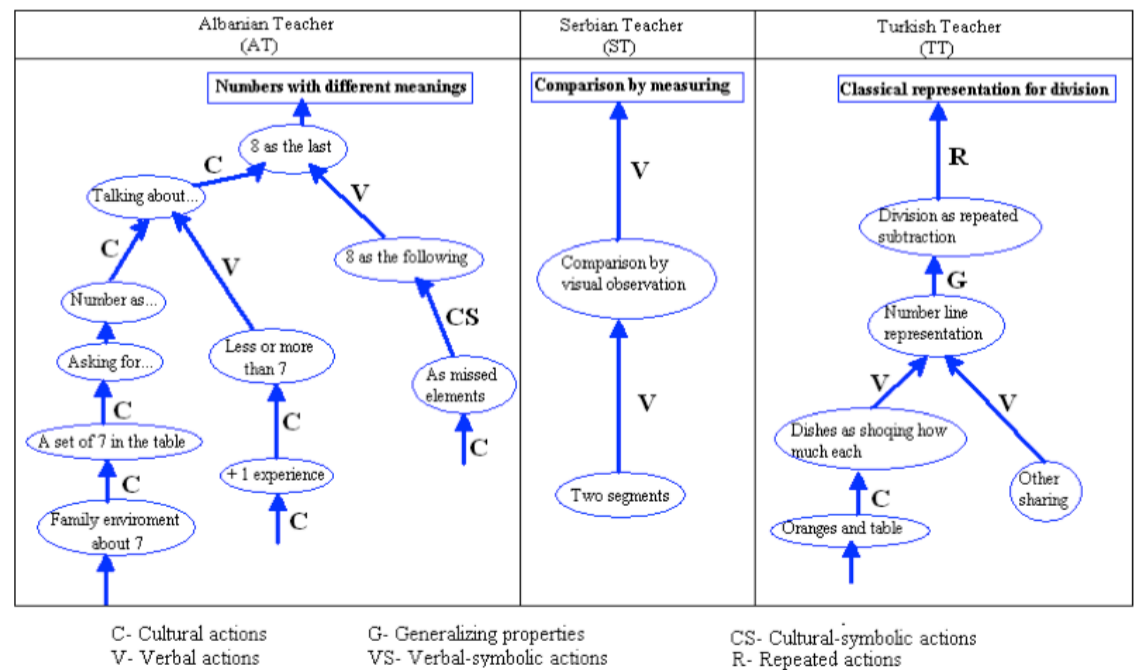 Albanian Teacher
(AT)
Serbian Teacher
(ST)
Turkish Teacher
(TT)
Numbers with different meanings
8 as the last
C
V
Talking about...
C
V
8 as the following
Number as...
CS
Asking for...
Less or more
than 7
As missed
elements
C
C
C
A set of 7 in the table
C
+ 1 experience
C
Family enviroment
about 7
Comparison by measuring
V
Comparison by
visual observation
V
Two segments
Classical representation for division
R
Division as repeated
subtraction
G
Number line
representation
V
V
Dishes as shoqing how
much each
Other
sharing
C
Oranges and table
C- Cultural actions
V- Verbal actions
G- Generalizing properties
VS- Verbal-symbolic actions
CS- Cultural-symbolic actions
R- Repeated actions